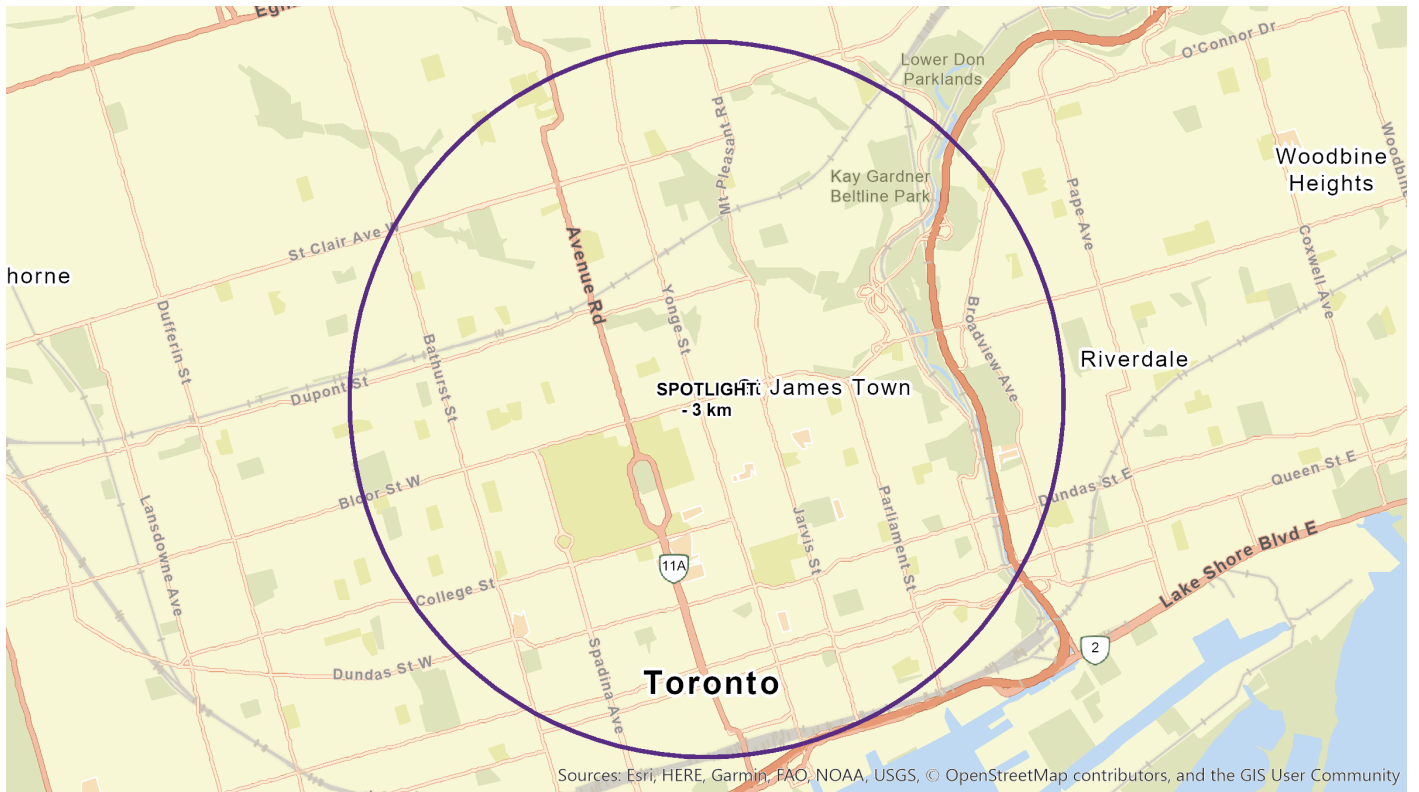 Egl
Lower Don
Parklands
O'Connor Dr
Mt Pleasant Rd
Woodbine
Woodbine
Heights
Kay Gardner
Beltline Park
Pape Ave
St Clair Ave W
Avenue Rd
Coxwell Ave
horne
Dufferin St
Yonge St
Broadview Ave
Bathurst St
Riverdale
Dupont St
SPOTLIGHT
- 3 km
St James Town
Bloor St W
Queen St E
Dundas St E
Lansdowne Ave
Jarvis St
Parliament St
Lake Shore Blvd E
11A
College St
Spadina Ave
2
Dundas St W
Toronto
Sources: Esri, HERE, Garmin, FAO, NOAA, USGS, © OpenStreetMap contributors, and the GIS User Community